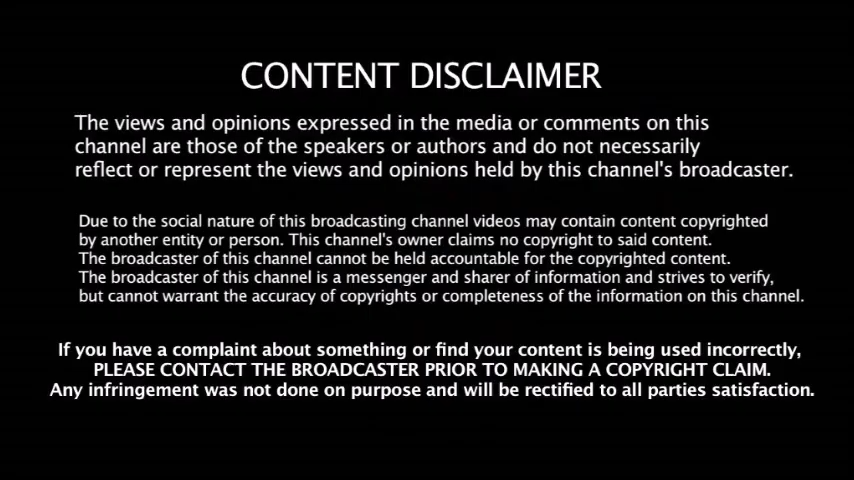 CONTENT DISCLAIMER
The views and opinions expressed in the media or comments on this
channel are those of the speakers or authors and do not necessarily
reflect or represent the views and opinions held by this channel's broadcaster.
Due to the social nature of this broadcasting channel videos may contain content copyrighted
by another entity or person. This channel's owner claims no copyright to said content.
The broadcaster of this channel cannot be held accountable for the copyrighted content.
The broadcaster of this channel is a messenger and sharer of information and strives to verify,
but cannot warrant the accuracy of copyrights or completeness of the information on this channel.
If you have a complaint about something or find your content is being used incorrectly,
PLEASE CONTACT THE BROADCASTER PRIOR TO MAKING A COPYRIGHT CLAIM.
Any infringement was not done on purpose and will be rectified to all parties satisfaction.